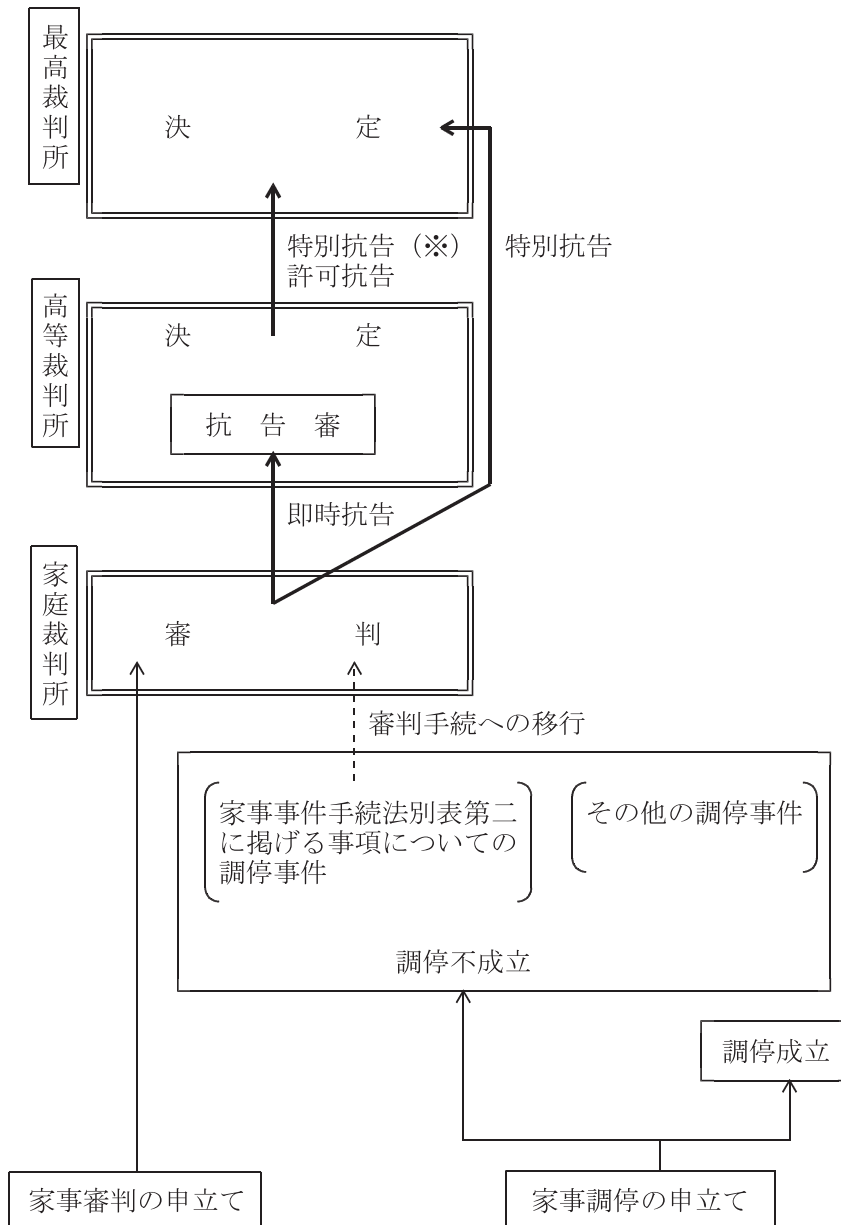 最高裁判所
決 定
特別抗告(※)
許可抗告
特別抗告
高等裁判所
決 定
抗 告 審
即時抗告
家庭裁判所
審 判
審判手続への移行
家事事件手続法別表第二
に掲げる事項についての
調停事件
その他の調停事件
調停不成立
調停成立
家事審判の申立て
家事調停の申立て